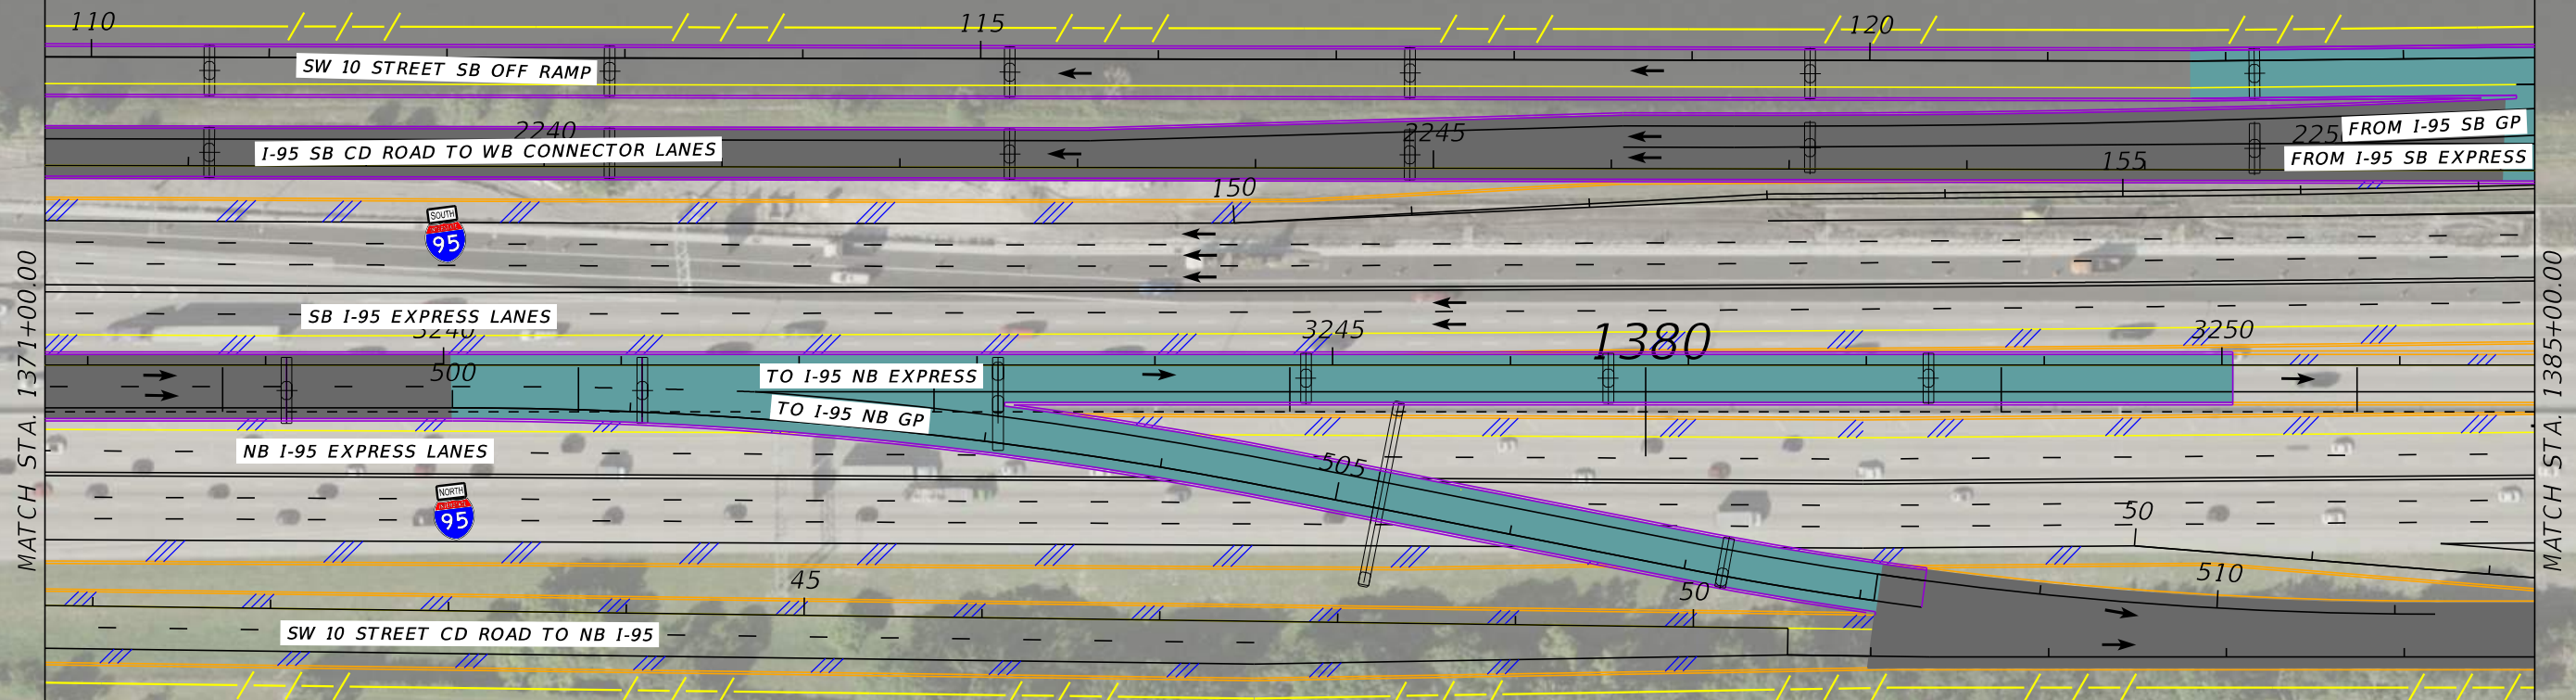 110
115
120
SW 10 STREET SB OFF RAMP
2240
2245
225
FROM I-95 SB GP
I-95 SB CD ROAD TO WB CONNECTOR LANES
FROM I-95 SB EXPRESS
150
155
SOUTH
95
SB I-95 EXPRESS LANES
3240
3245
1380
3250
MATCH STA. 1371+00.00
MATCH STA. 1385+00.00
500
TO I-95 NB EXPRESS
TO I-95 NB GP
NB I-95 EXPRESS LANES
505
NORTH
95
50
45
50
510
SW 10 STREET CD ROAD TO NB I-95